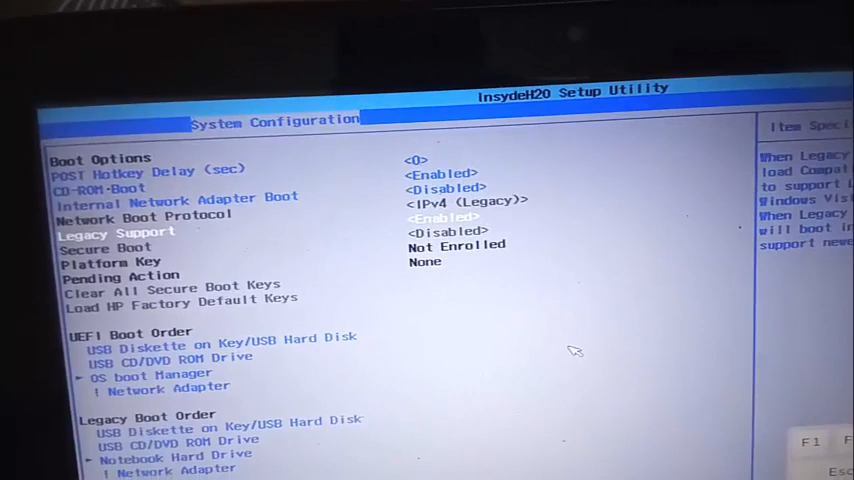 InsydeH20 Setup Utility
System Configuration
Boot Options
POST Hotkey Delay (sec) <0>
CD-ROM Boot <Enabled>
Internal Network Adapter Boot <Disabled>
Network Boot Protocol <IPv4 (Legacy)>
Legacy Support <Enabled>
Secure Boot <Disabled>
Platform Key Not Enrolled
Pending Action None
Clear All Secure Boot Keys
Load HP Factory Default Keys
UEFI Boot Order
USB Diskette on Key/USB Hard Disk
USB CD/DVD ROM Drive
OS boot Manager
! Network Adapter
Legacy Boot Order
USB Diskette on Key/USB Hard Disk
USB CD/DVD ROM Drive
Notebook Hard Drive
! Network Adapter
Item Speci
When Legacy
load Compat
to support
Windows Vis
When Legacy
will boot in
support newe
F1 F
Esc